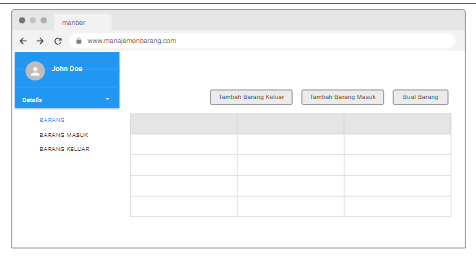 manber
www.manajemenbarang.com
John Doe
Details
Tambah Barang Keluar Tambah Barang Masuk Buat Barang
BARANG
BARANG MASUK
BARANG KELUAR